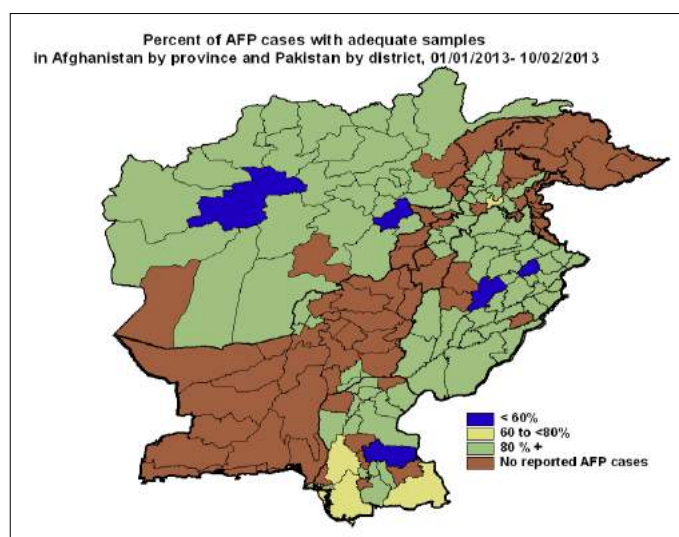 Percent of AFP cases with adequate samples
in Afghanistan by province and Pakistan by district, 01/01/2013- 10/02/2013
< 60%
60 to <80%
80 % +
No reported AFP cases